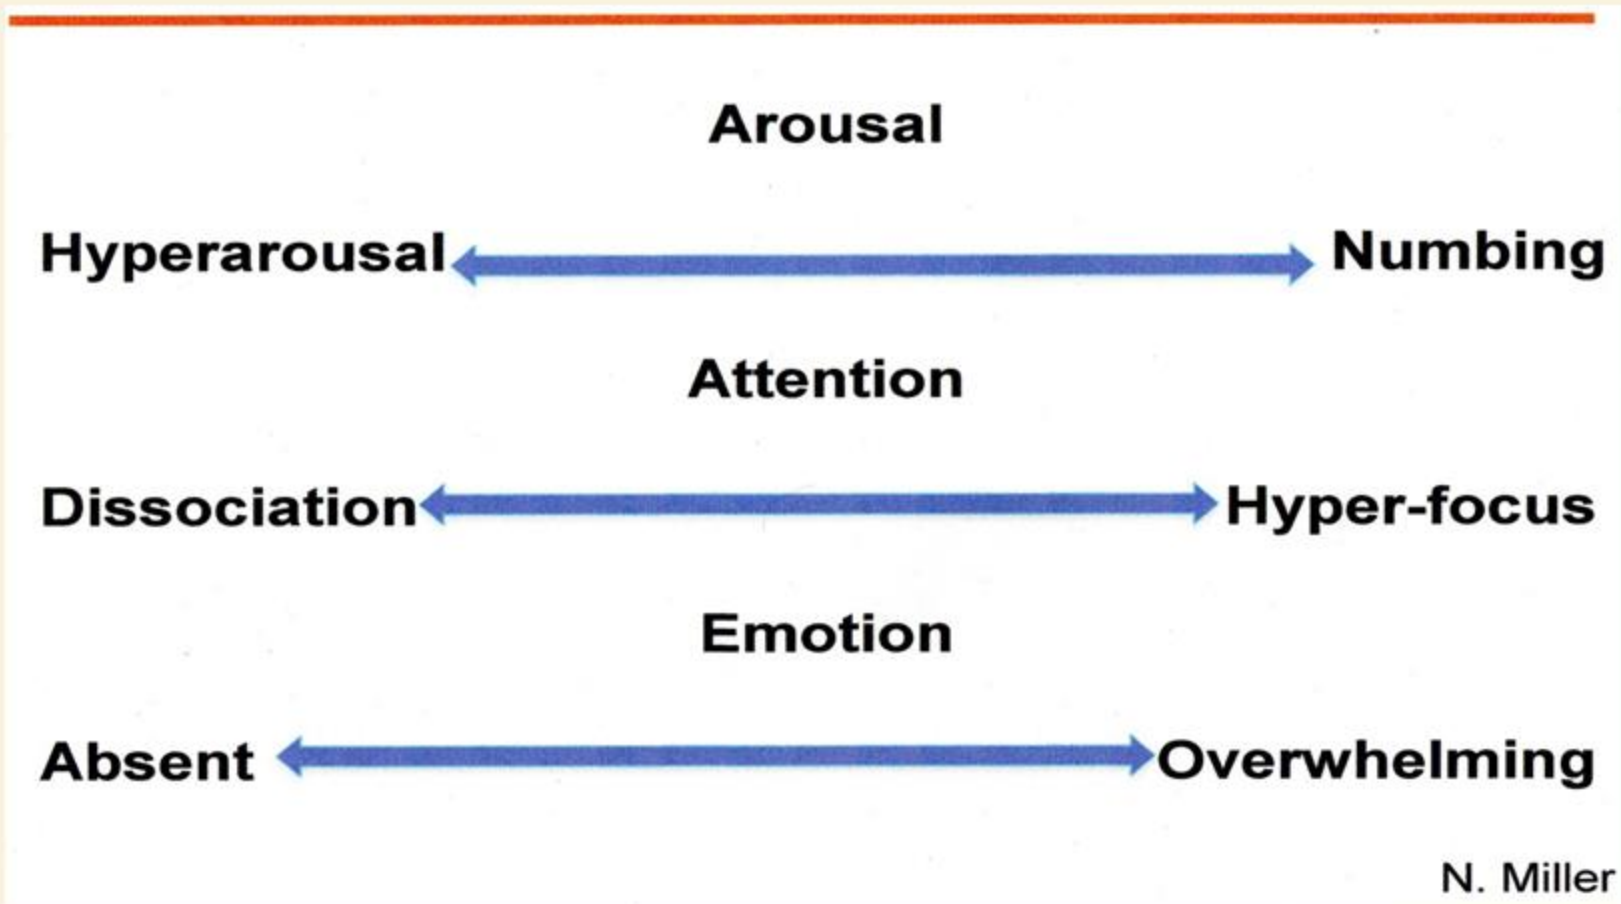 Arousal
Hyperarousal Numbing
Attention
Dissociation Hyper-focus
Emotion
Absent Overwhelming
N. Miller